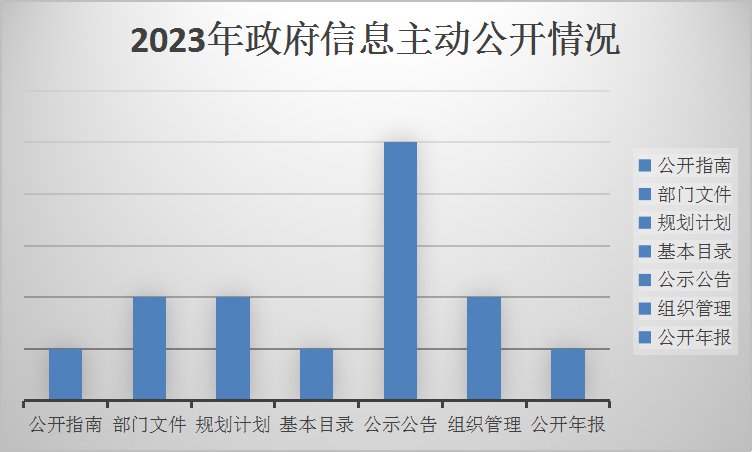 2023年政府信息主动公开情况
公开指南
部门文件
规划计划
基本目录
公示公告
组织管理
公开年报
公开指南 部门文件 规划计划 基本目录 公示公告 组织管理 公开年报